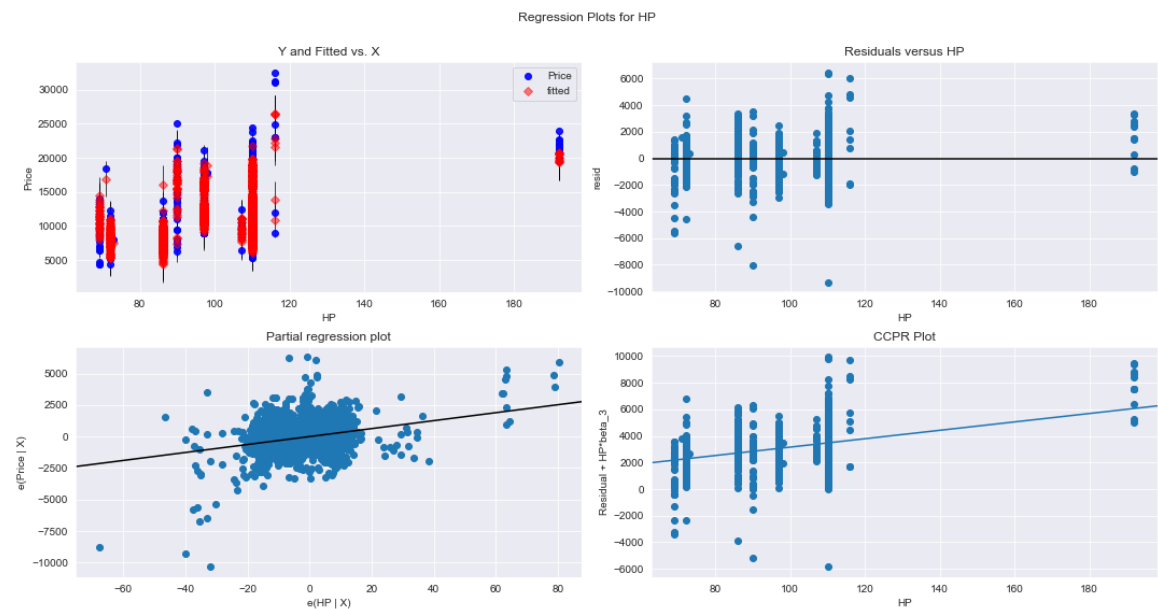 Regression Plots for HP
Y and Fitted vs. X
Price
fitted
30000
25000
20000
15000
10000
5000
Price
80 100 120 140 160 180
HP
Residuals versus HP
6000
4000
2000
0
−2000
−4000
−6000
−8000
−10000
resid
80 100 120 140 160 180
HP
Partial regression plot
5000
2500
0
−2500
−5000
−7500
−10000
e(Price | X)
−60 −40 −20 0 20 40 60 80
e(HP | X)
CCPR Plot
10000
8000
6000
4000
2000
0
−2000
−4000
−6000
Residual + HP*beta_3
80 100 120 140 160 180
HP